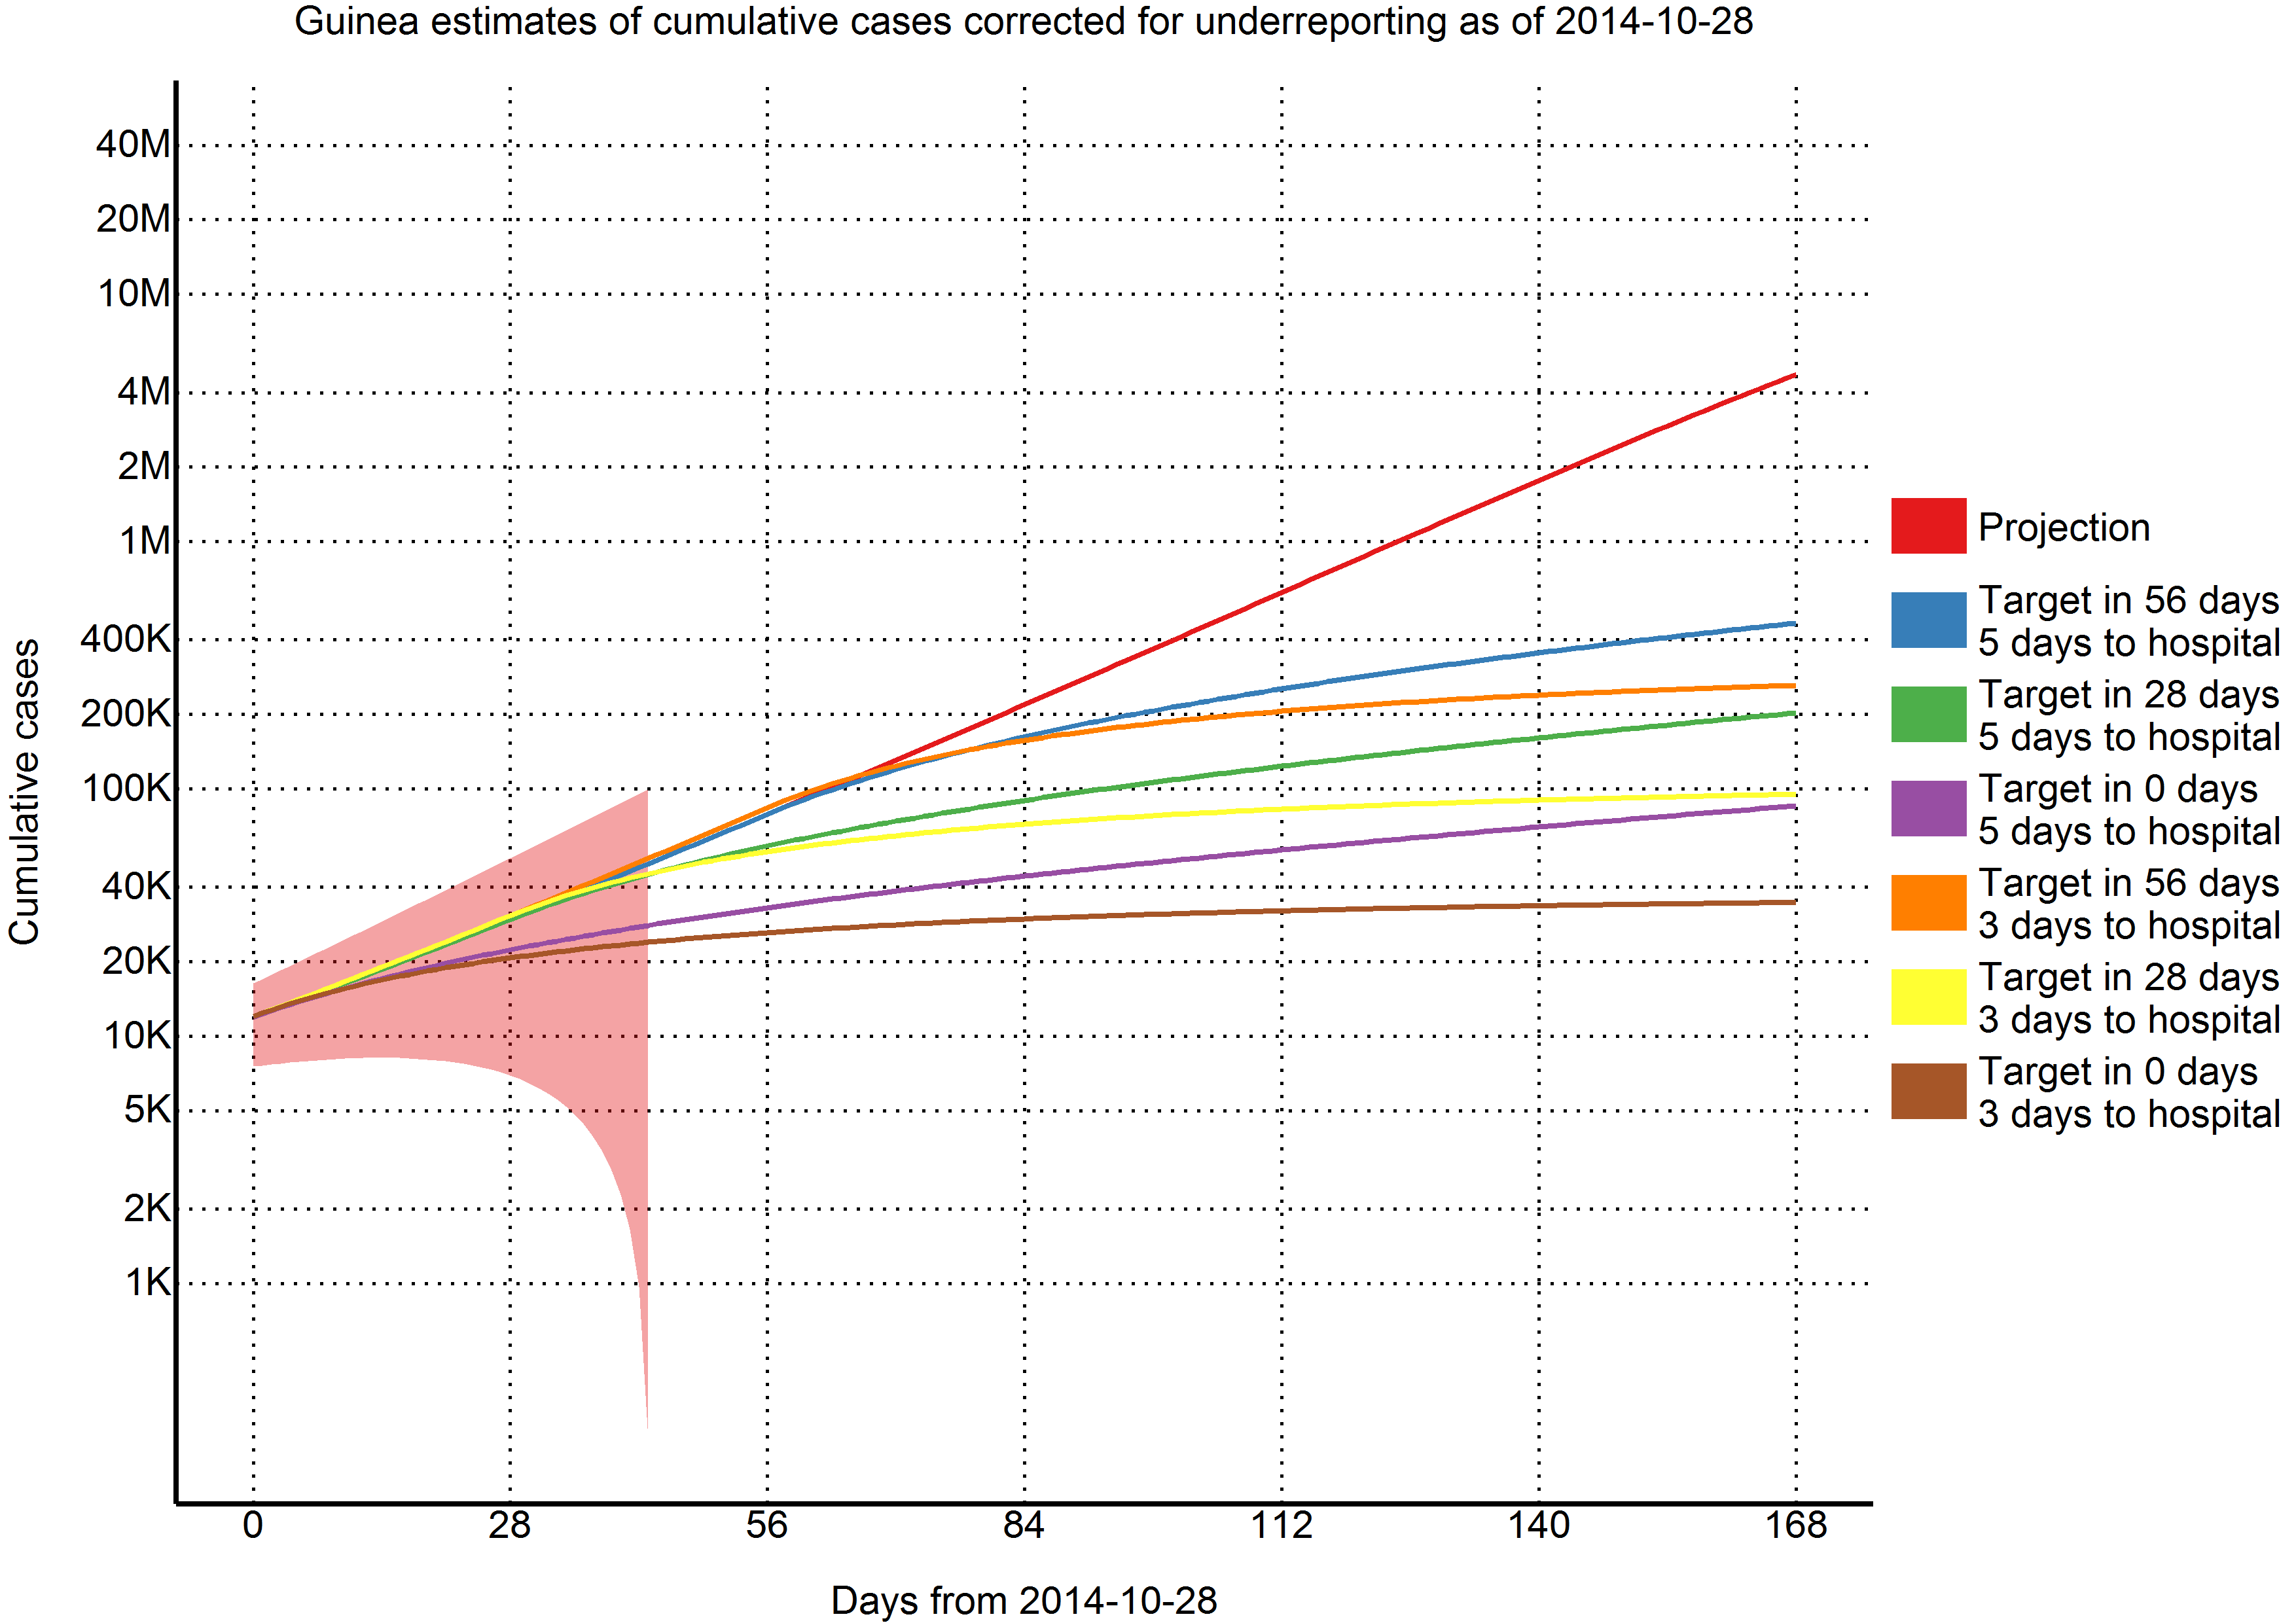 Guinea estimates of cumulative cases corrected for underreporting as of 2014-10-28
40M
20M
10M
4M
2M
1M
400K
200K
100K
40K
20K
10K
5K
2K
1K
Cumulative cases
0 28 56 84 112 140 168
Days from 2014-10-28
Projection
Target in 56 days
5 days to hospital
Target in 28 days
5 days to hospital
Target in 0 days
5 days to hospital
Target in 56 days
3 days to hospital
Target in 28 days
3 days to hospital
Target in 0 days
3 days to hospital